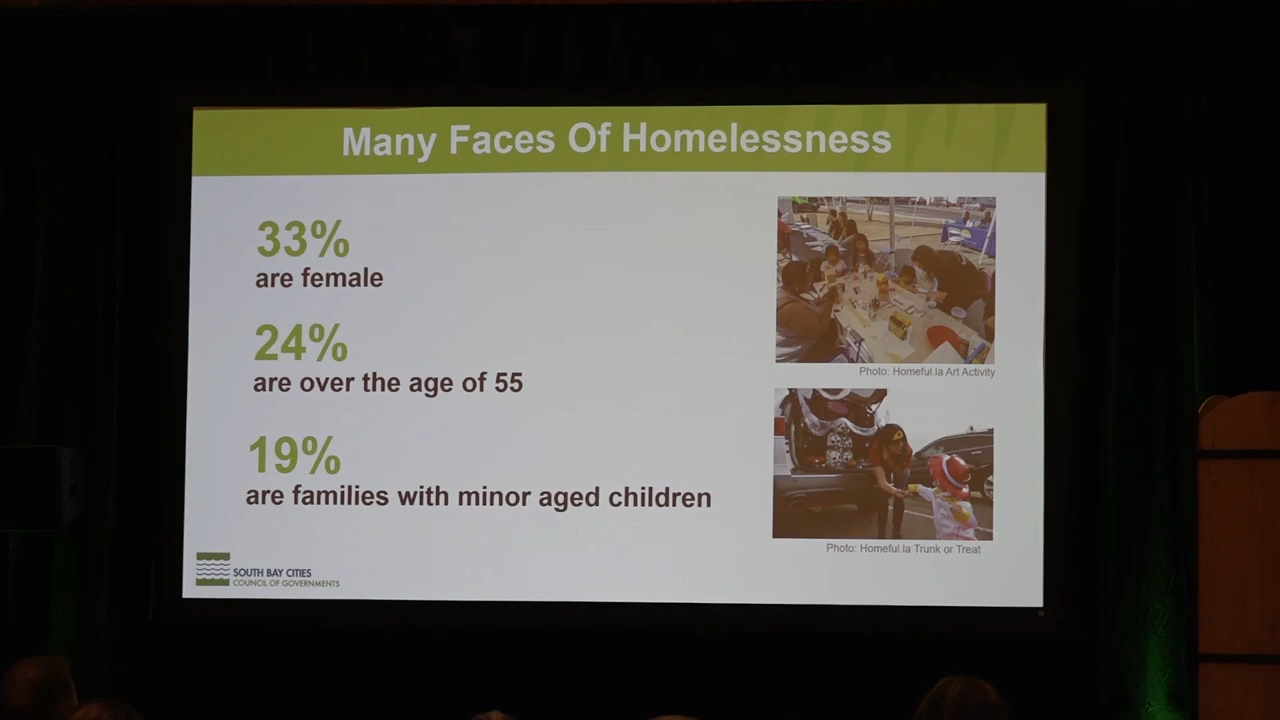 Many Faces Of Homelessness
33%
are female
24%
are over the age of 55
19%
are families with minor aged children
Photo: Homeful.la Art Activity
Photo: Homeful.la Trunk or Treat
SOUTH BAY CITIES
COUNCIL OF GOVERNMENTS